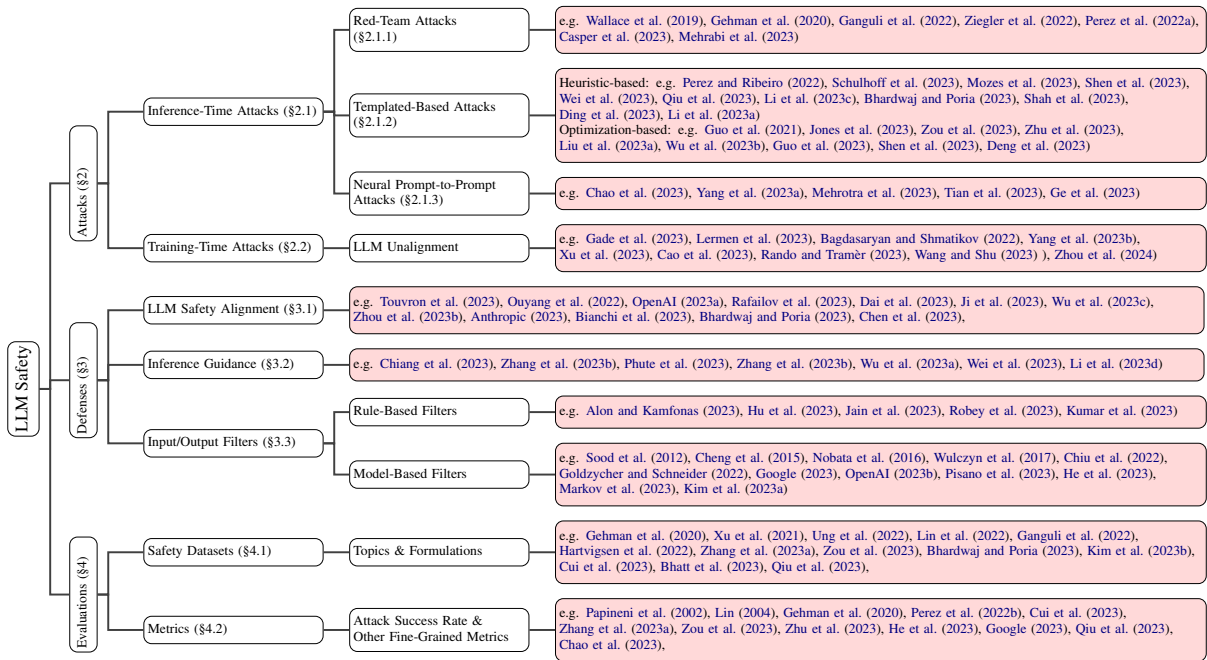 LLM Safety
Attacks (§2)
Inference-Time Attacks (§2.1)
Red-Team Attacks
(§2.1.1)
e.g. Wallace et al. (2019), Gehman et al. (2020), Ganguli et al. (2022), Ziegler et al. (2022), Perez et al. (2022a),
Casper et al. (2023), Mehrabi et al. (2023)
Templated-Based Attacks
(§2.1.2)
Heuristic-based: e.g. Perez and Ribeiro (2022), Schulhoff et al. (2023), Mozes et al. (2023), Shen et al. (2023),
Wei et al. (2023), Qiu et al. (2023), Li et al. (2023c), Bhardwaj and Poria (2023), Shah et al. (2023),
Ding et al. (2023), Li et al. (2023a)
Optimization-based: e.g. Guo et al. (2021), Jones et al. (2023), Zou et al. (2023), Zhu et al. (2023),
Liu et al. (2023a), Wu et al. (2023b), Guo et al. (2023), Shen et al. (2023), Deng et al. (2023)
Neural Prompt-to-Prompt
Attacks (§2.1.3)
e.g. Chao et al. (2023), Yang et al. (2023a), Mehrotra et al. (2023), Tian et al. (2023), Ge et al. (2023)
Training-Time Attacks (§2.2)
LLM Unalignment
e.g. Gade et al. (2023), Lermen et al. (2023), Bagdasaryan and Shmatikov (2022), Yang et al. (2023b),
Xu et al. (2023), Cao et al. (2023), Rando and Tramèr (2023), Wang and Shu (2023) ), Zhou et al. (2024)
Defenses (§3)
LLM Safety Alignment (§3.1)
e.g. Touvron et al. (2023), Ouyang et al. (2022), OpenAI (2023a), Rafailov et al. (2023), Dai et al. (2023), Ji et al. (2023), Wu et al. (2023c),
Zhou et al. (2023b), Anthropic (2023), Bianchi et al. (2023), Bhardwaj and Poria (2023), Chen et al. (2023),
Inference Guidance (§3.2)
e.g. Chiang et al. (2023), Zhang et al. (2023b), Phute et al. (2023), Zhang et al. (2023b), Wu et al. (2023a), Wei et al. (2023), Li et al. (2023d)
Input/Output Filters (§3.3)
Rule-Based Filters
e.g. Alon and Kamfonas (2023), Hu et al. (2023), Jain et al. (2023), Robey et al. (2023), Kumar et al. (2023)
Model-Based Filters
e.g. Sood et al. (2012), Cheng et al. (2015), Nobata et al. (2016), Wulczyn et al. (2017), Chiu et al. (2022),
Goldzycher and Schneider (2022), Google (2023), OpenAI (2023b), Pisano et al. (2023), He et al. (2023),
Markov et al. (2023), Kim et al. (2023a)
Evaluations (§4)
Safety Datasets (§4.1)
Topics & Formulations
e.g. Gehman et al. (2020), Xu et al. (2021), Ung et al. (2022), Lin et al. (2022), Ganguli et al. (2022),
Hartvigsen et al. (2022), Zhang et al. (2023a), Zou et al. (2023), Bhardwaj and Poria (2023), Kim et al. (2023b),
Cui et al. (2023), Bhatt et al. (2023), Qiu et al. (2023),
Metrics (§4.2)
Attack Success Rate &
Other Fine-Grained Metrics
e.g. Papineni et al. (2002), Lin (2004), Gehman et al. (2020), Perez et al. (2022b), Cui et al. (2023),
Zhang et al. (2023a), Zou et al. (2023), Zhu et al. (2023), He et al. (2023), Google (2023), Qiu et al. (2023),
Chao et al. (2023),